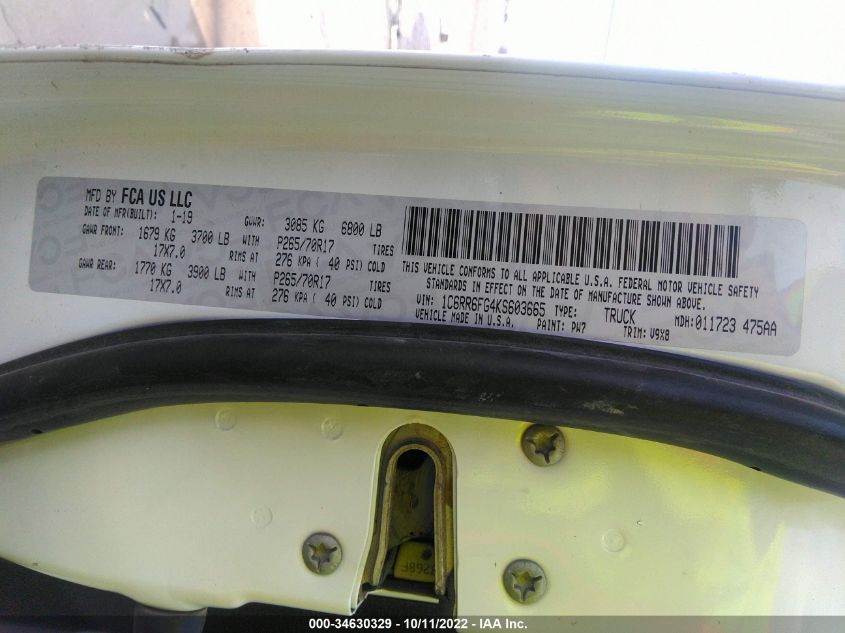 MFD BY FCA US LLC
DATE OF MFR(BUILT): 1-19 GVWR: 3085 KG 6800 LB
GAWR FRONT: 1679 KG 3700 LB WITH P265/70R17 TIRES
17X7.0 RIMS AT 276 KPA ( 40 PSI) COLD
GAWR REAR: 1770 KG 3900 LB WITH P265/70R17 TIRES
17X7.0 RIMS AT 276 KPA ( 40 PSI) COLD
THIS VEHICLE CONFORMS TO ALL APPLICABLE U.S.A. FEDERAL MOTOR VEHICLE SAFETY
STANDARDS IN EFFECT ON THE DATE OF MANUFACTURE SHOWN ABOVE.
VIN: 1C6RR6FG4KS603665 TYPE: TRUCK MDH:011723 475AA
VEHICLE MADE IN U.S.A. PAINT: PW7 TRIM: V9X8
268F
000-34630329 - 10/11/2022 - IAA Inc.